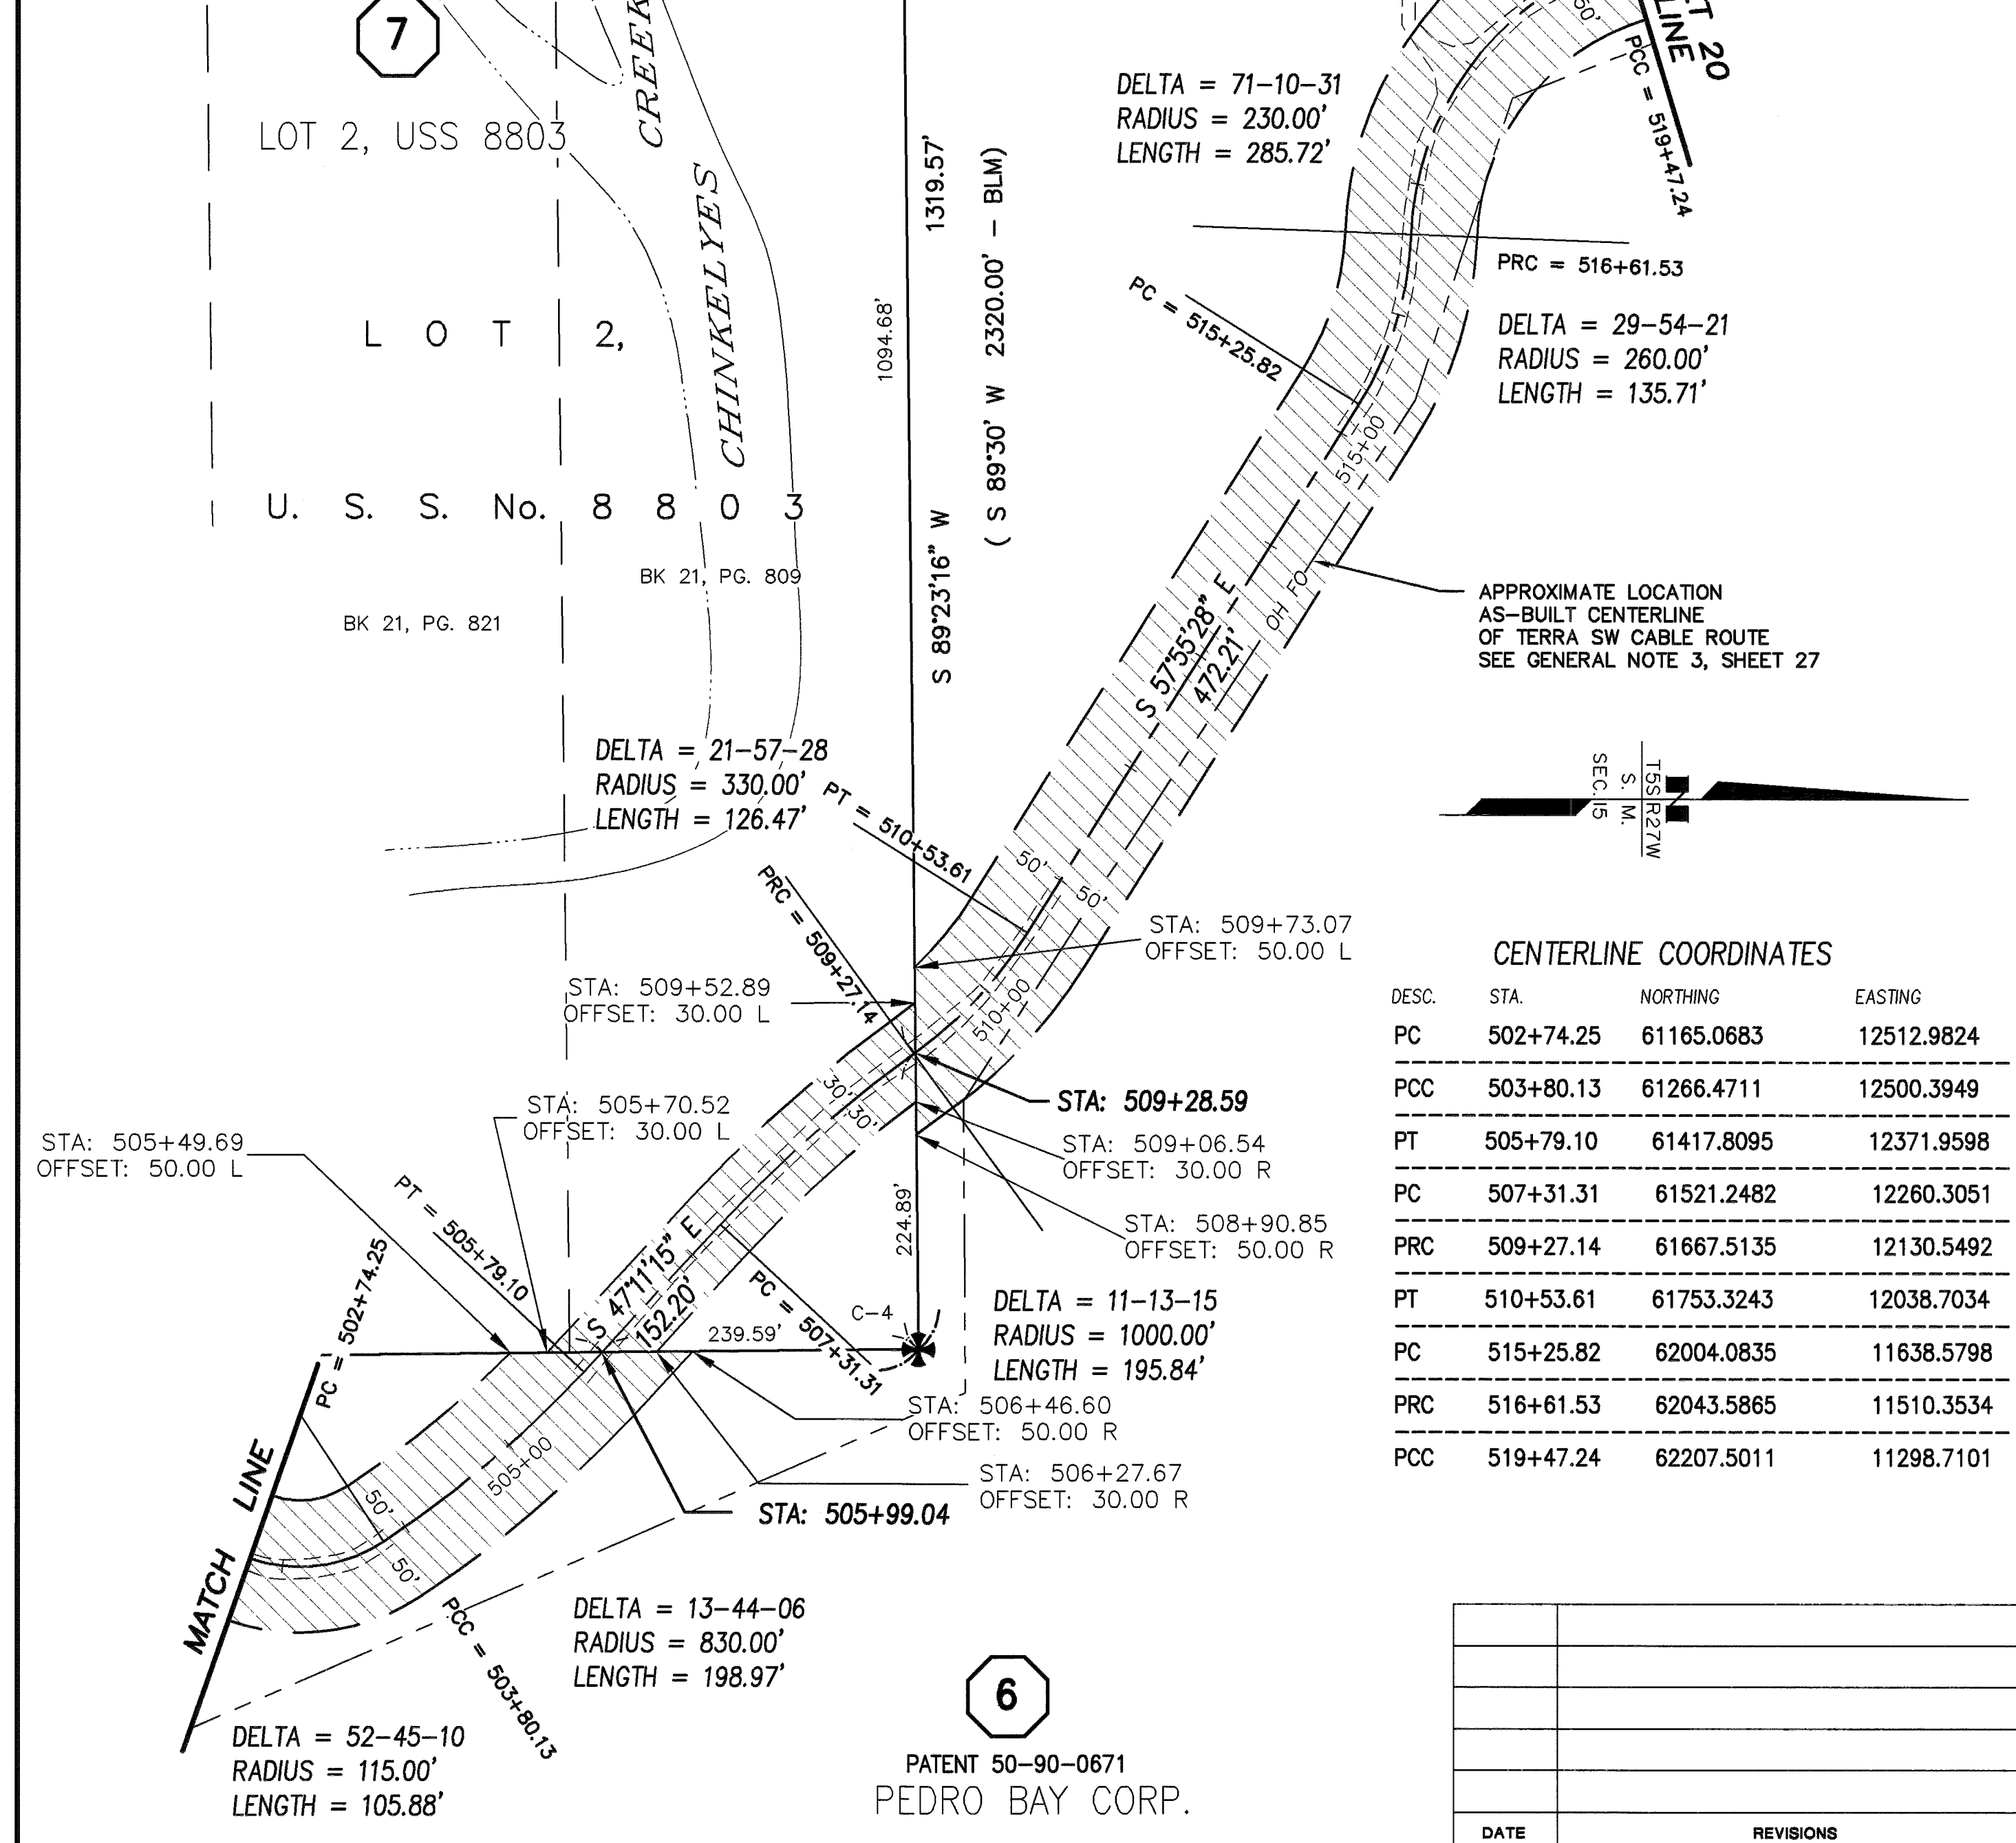 7
LOT 2, USS 8803
CREEK
CHINKELYES
L O T 2,
U. S. S. No. 8 8 0 3
BK 21, PG. 809
BK 21, PG. 821
1319.57'
( S 89°30' W 2320.00' - BLM)
1094.68'
S 89°23'16" W
DELTA = 71-10-31
RADIUS = 230.00'
LENGTH = 285.72'
50'
ET 20
LINE
PCC = 519+47.24
PRC = 516+61.53
PC = 515+25.82
DELTA = 29-54-21
RADIUS = 260.00'
LENGTH = 135.71'
515+00
S 57°55'28" E
472.21'
OH FO
APPROXIMATE LOCATION
AS-BUILT CENTERLINE
OF TERRA SW CABLE ROUTE
SEE GENERAL NOTE 3, SHEET 27
T5S R27W
S. M.
SEC. 15
N
DELTA = 21-57-28
RADIUS = 330.00'
LENGTH = 126.47'
PT = 510+53.61
50'
50'
PRC = 509+27.14
STA: 509+73.07
OFFSET: 50.00 L
STA: 509+52.89
OFFSET: 30.00 L
510+00
30'
30'
STA: 509+28.59
STA: 505+70.52
OFFSET: 30.00 L
STA: 505+49.69
OFFSET: 50.00 L
STA: 509+06.54
OFFSET: 30.00 R
224.89'
STA: 508+90.85
OFFSET: 50.00 R
PT = 505+79.10
PC = 502+74.25
S 47°11'15" E
152.20'
PC = 507+31.31
239.59'
C-4
DELTA = 11-13-15
RADIUS = 1000.00'
LENGTH = 195.84'
STA: 506+46.60
OFFSET: 50.00 R
STA: 506+27.67
OFFSET: 30.00 R
STA: 505+99.04
505+00
50'
50'
MATCH LINE
PCC = 503+80.13
DELTA = 13-44-06
RADIUS = 830.00'
LENGTH = 198.97'
DELTA = 52-45-10
RADIUS = 115.00'
LENGTH = 105.88'
6
PATENT 50-90-0671
PEDRO BAY CORP.
CENTERLINE COORDINATES
DESC. STA. NORTHING EASTING
PC 502+74.25 61165.0683 12512.9824
PCC 503+80.13 61266.4711 12500.3949
PT 505+79.10 61417.8095 12371.9598
PC 507+31.31 61521.2482 12260.3051
PRC 509+27.14 61667.5135 12130.5492
PT 510+53.61 61753.3243 12038.7034
PC 515+25.82 62004.0835 11638.5798
PRC 516+61.53 62043.5865 11510.3534
PCC 519+47.24 62207.5011 11298.7101
DATE REVISIONS